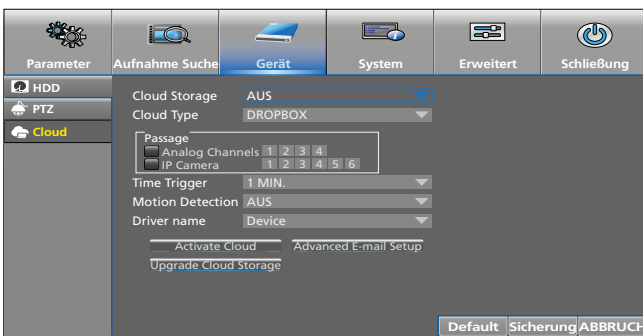 Parameter Aufnahme Suche Gerät System Erweitert Schließung
HDD
PTZ
Cloud
Cloud Storage AUS
Cloud Type DROPBOX
Passage
Analog Channels 1 2 3 4
IP Camera 1 2 3 4 5 6
Time Trigger 1 MIN.
Motion Detection AUS
Driver name Device
Activate Cloud Advanced E-mail Setup
Upgrade Cloud Storage
Default Sicherung ABBRUCH